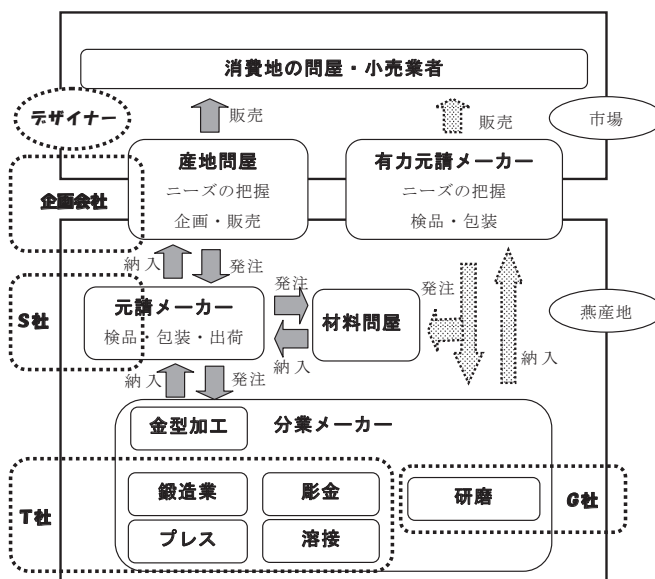 消費地の問屋・小売業者
デザイナー
販売
販売
市場
産地問屋
ニーズの把握
企画・販売
有力元請メーカー
ニーズの把握
検品・包装
企画会社
納入
発注
元請メーカー
検品・包装・出荷
発注
納入
材料問屋
発注
納入
燕産地
S社
納入
発注
金型加工
分業メーカー
鍛造業
彫金
プレス
溶接
研磨
T社
G社